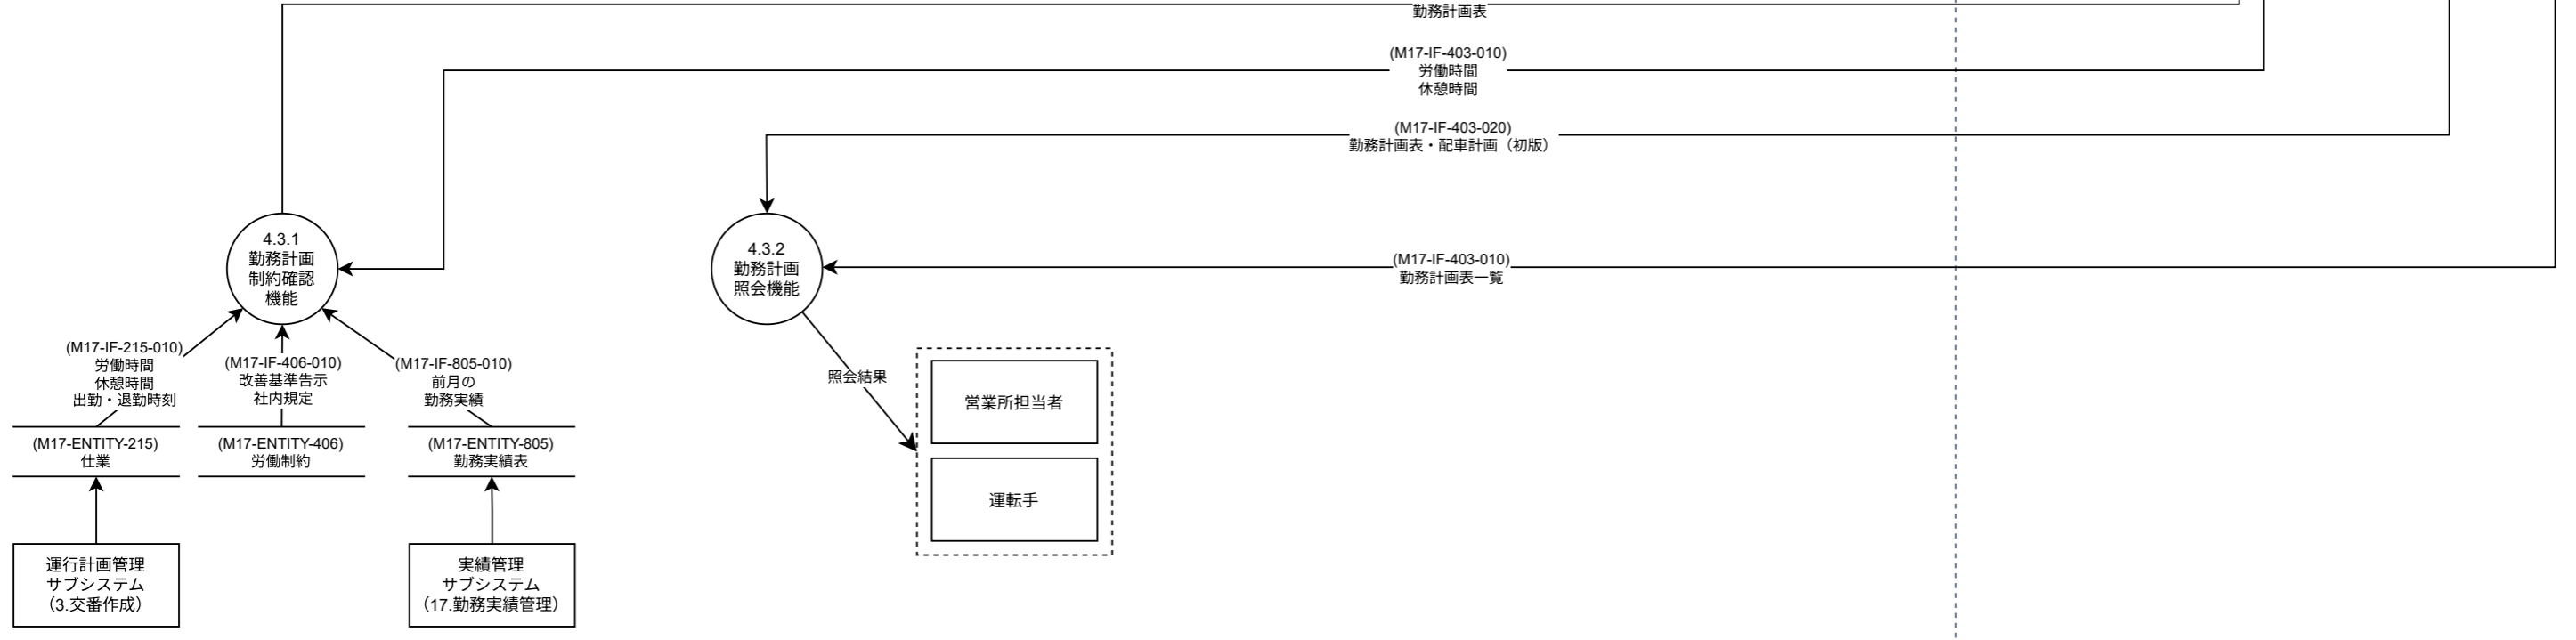 勤務計画表
(M17-IF-403-010)
労働時間
休憩時間
(M17-IF-403-020)
勤務計画表・配車計画（初版）
4.3.1
勤務計画
制約確認
機能
4.3.2
勤務計画
照会機能
(M17-IF-403-010)
勤務計画表一覧
(M17-IF-215-010)
労働時間
休憩時間
出勤・退勤時刻
(M17-IF-406-010)
改善基準告示
社内規定
(M17-IF-805-010)
前月の
勤務実績
照会結果
営業所担当者
運転手
(M17-ENTITY-215)
仕業
(M17-ENTITY-406)
労働制約
(M17-ENTITY-805)
勤務実績表
運行計画管理
サブシステム
（3.交番作成）
実績管理
サブシステム
（17.勤務実績管理）